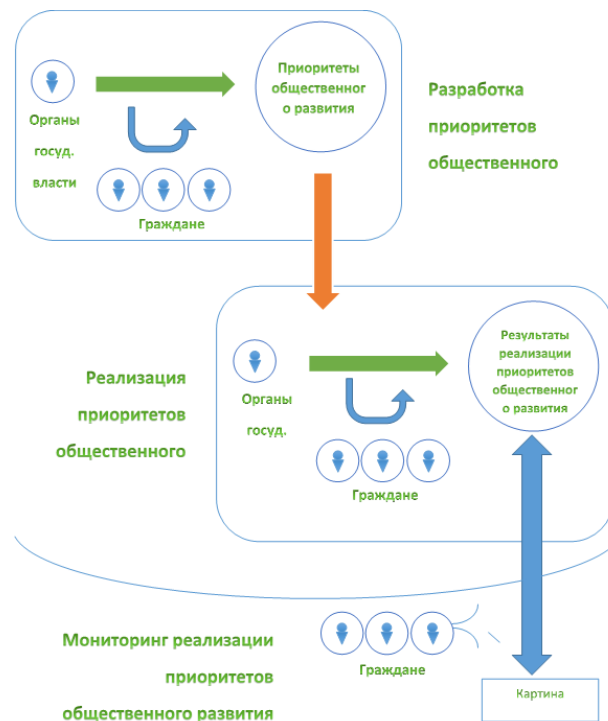 Приоритеты
общественног
о развития
Органы
госуд.
власти
Граждане
Разработка
приоритетов
общественного
Реализация
приоритетов
общественного
Органы
госуд.
Граждане
Результаты
реализации
приоритетов
общественног
о развития
Мониторинг реализации
приоритетов
общественного развития
Граждане
Картина